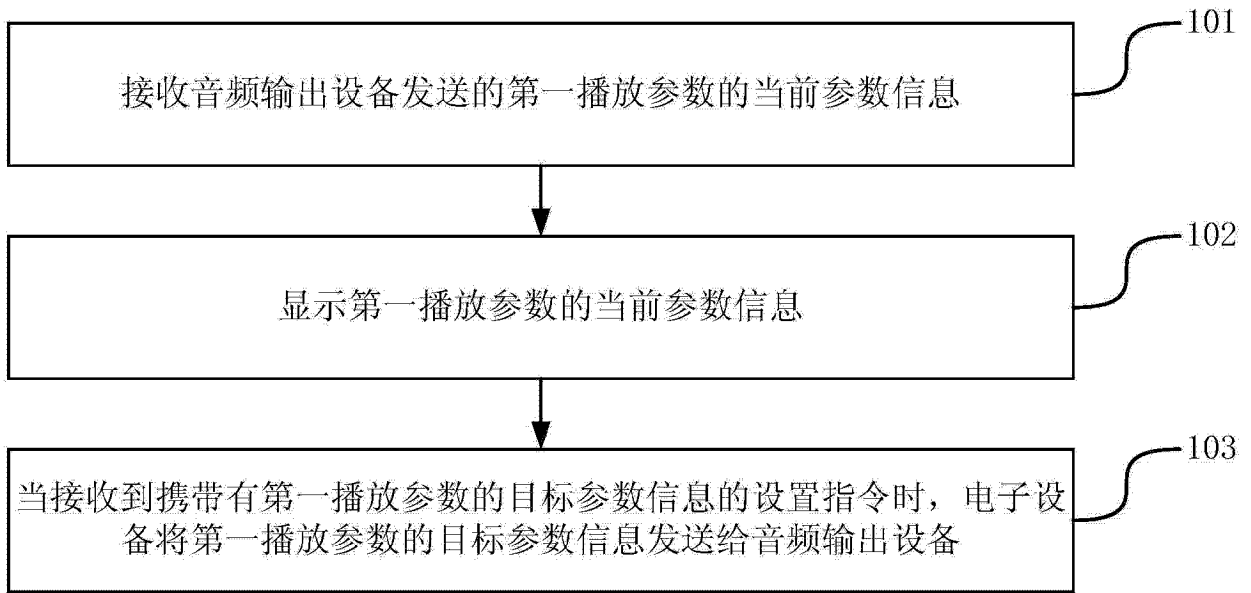 101
接收音频输出设备发送的第一播放参数的当前参数信息
102
显示第一播放参数的当前参数信息
103
当接收到携带有第一播放参数的目标参数信息的设置指令时，电子设
备将第一播放参数的目标参数信息发送给音频输出设备